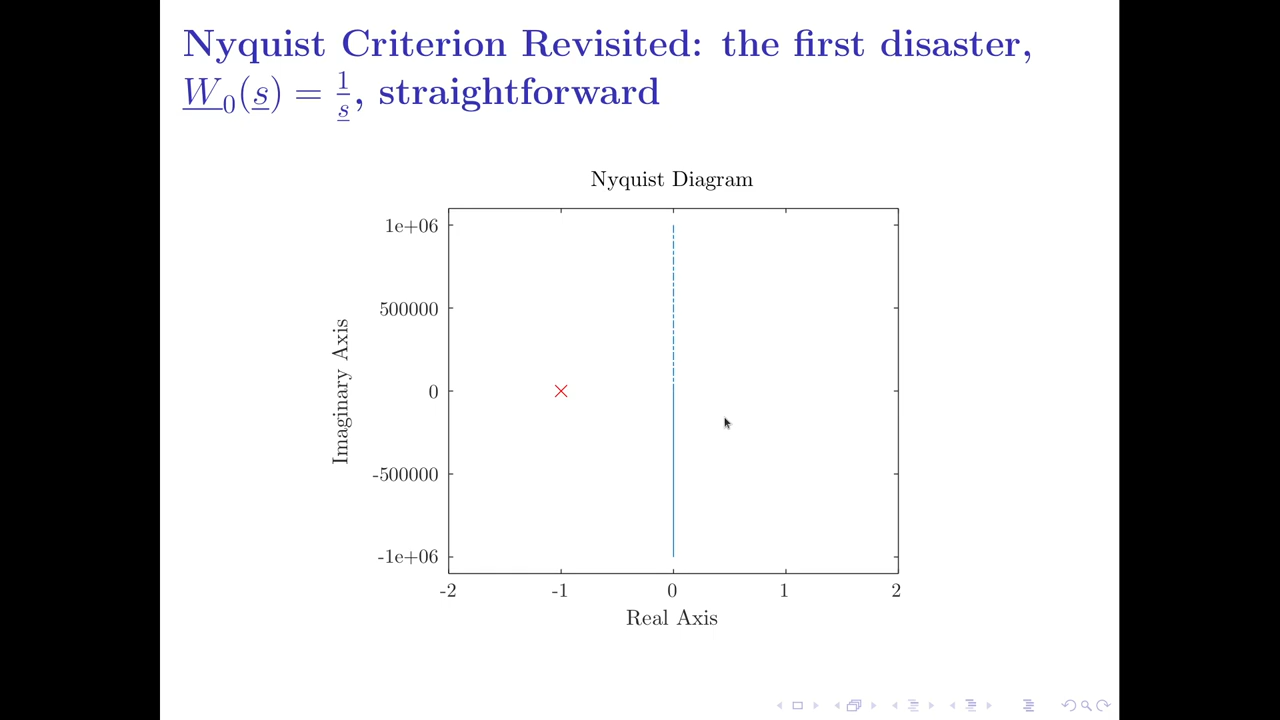 Nyquist Criterion Revisited: the first disaster,
W₀(s) = 1/s, straightforward
Nyquist Diagram
1e+06
500000
0
-500000
-1e+06
Imaginary Axis
-2 -1 0 1 2
Real Axis